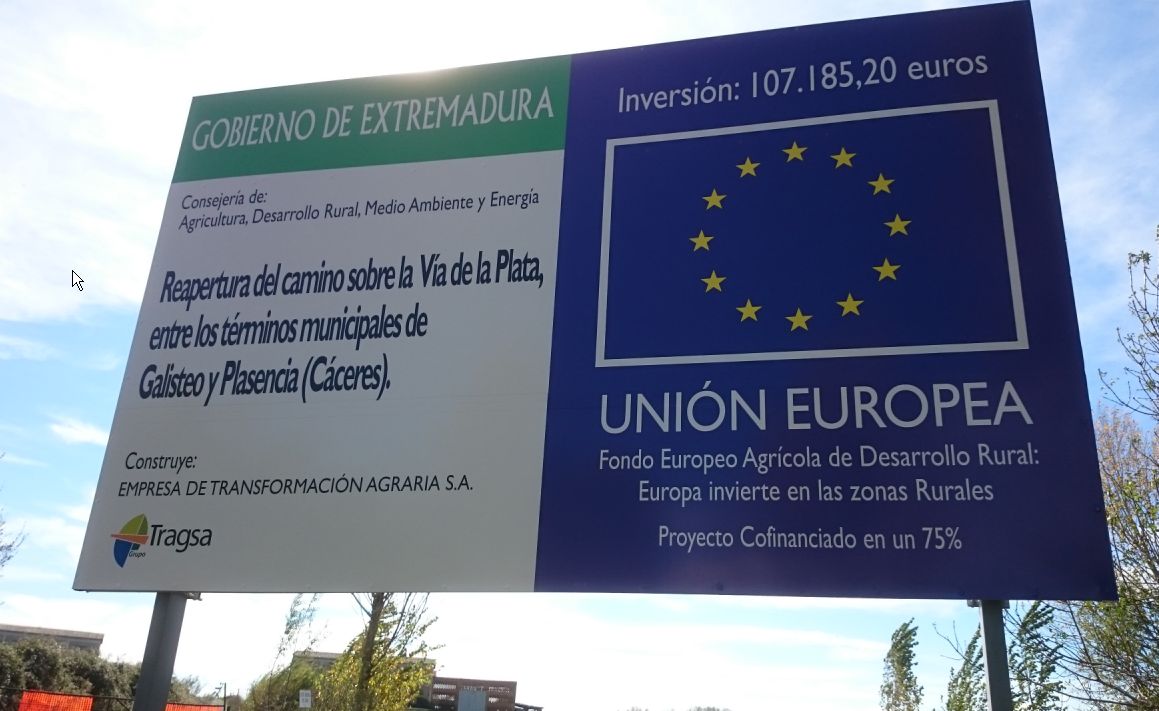 GOBIERNO DE EXTREMADURA
Consejería de:
Agricultura, Desarrollo Rural, Medio Ambiente y Energía
Reapertura del camino sobre la Vía de la Plata,
entre los términos municipales de
Galisteo y Plasencia (Cáceres).
Construye:
EMPRESA DE TRANSFORMACIÓN AGRARIA S.A.
Grupo Tragsa
Inversión: 107.185,20 euros
UNIÓN EUROPEA
Fondo Europeo Agrícola de Desarrollo Rural:
Europa invierte en las zonas Rurales
Proyecto Cofinanciado en un 75%